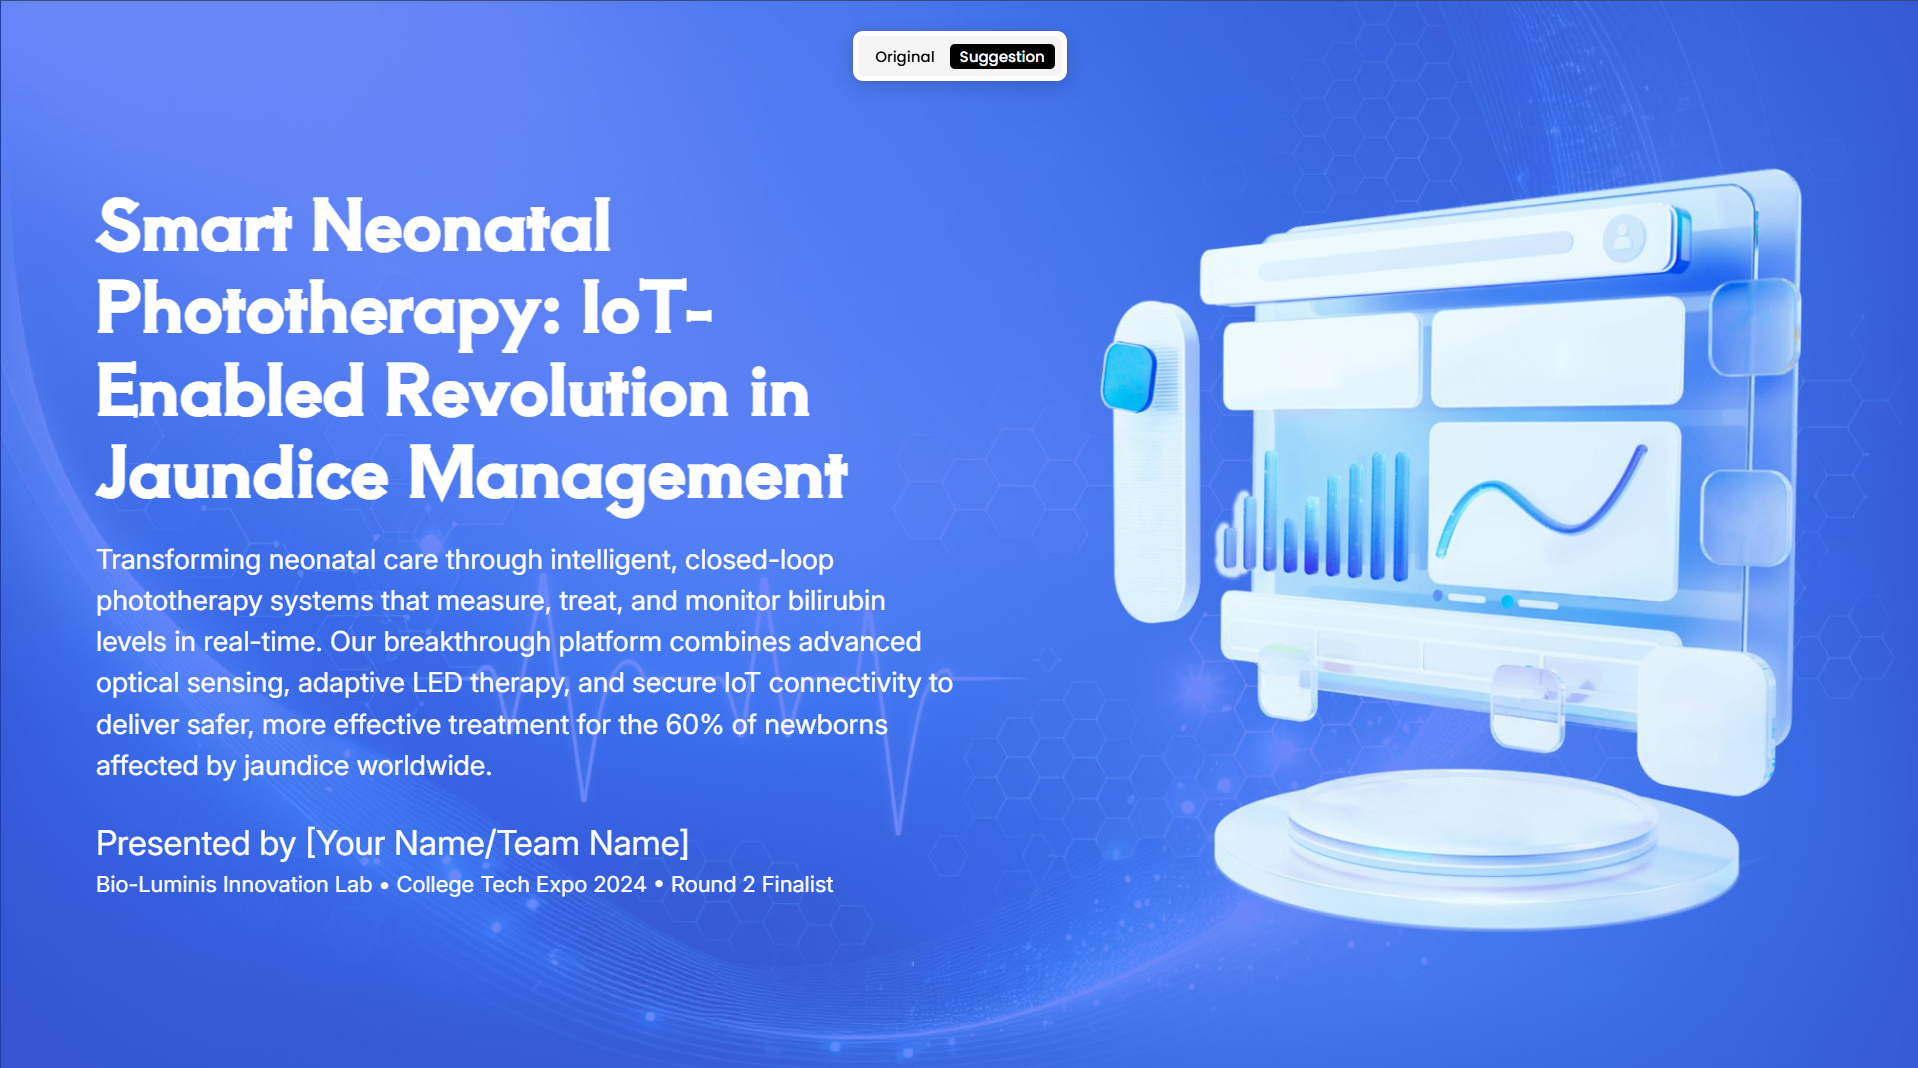 Original Suggestion
Smart Neonatal
Phototherapy: IoT-
Enabled Revolution in
Jaundice Management
Transforming neonatal care through intelligent, closed-loop
phototherapy systems that measure, treat, and monitor bilirubin
levels in real-time. Our breakthrough platform combines advanced
optical sensing, adaptive LED therapy, and secure IoT connectivity to
deliver safer, more effective treatment for the 60% of newborns
affected by jaundice worldwide.
Presented by [Your Name/Team Name]
Bio-Luminis Innovation Lab • College Tech Expo 2024 • Round 2 Finalist